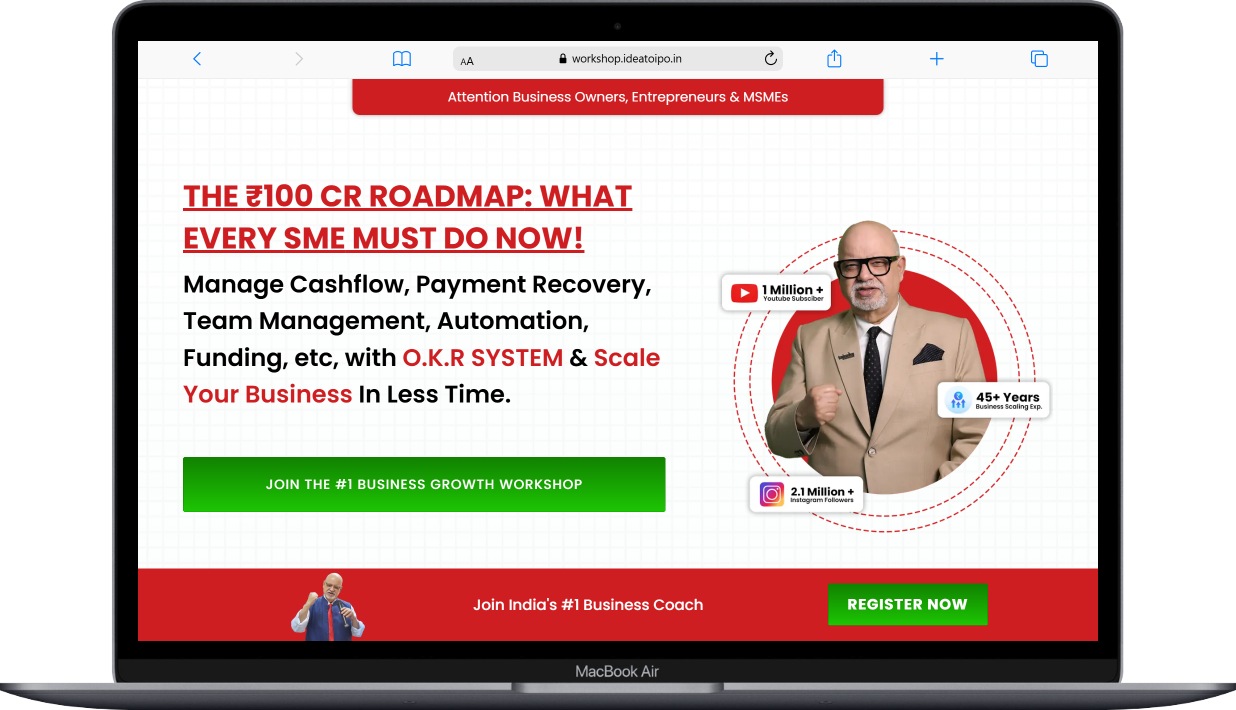 AA
workshop.ideatoipo.in
Attention Business Owners, Entrepreneurs & MSMEs
THE ₹100 CR ROADMAP: WHAT
EVERY SME MUST DO NOW!
Manage Cashflow, Payment Recovery,
Team Management, Automation,
Funding, etc, with O.K.R SYSTEM & Scale
Your Business In Less Time.
JOIN THE #1 BUSINESS GROWTH WORKSHOP
1 Million +
Youtube Subsciber
45+ Years
Business Scaling Exp.
2.1 Million +
Instagram Followers
Join India's #1 Business Coach
REGISTER NOW
MacBook Air